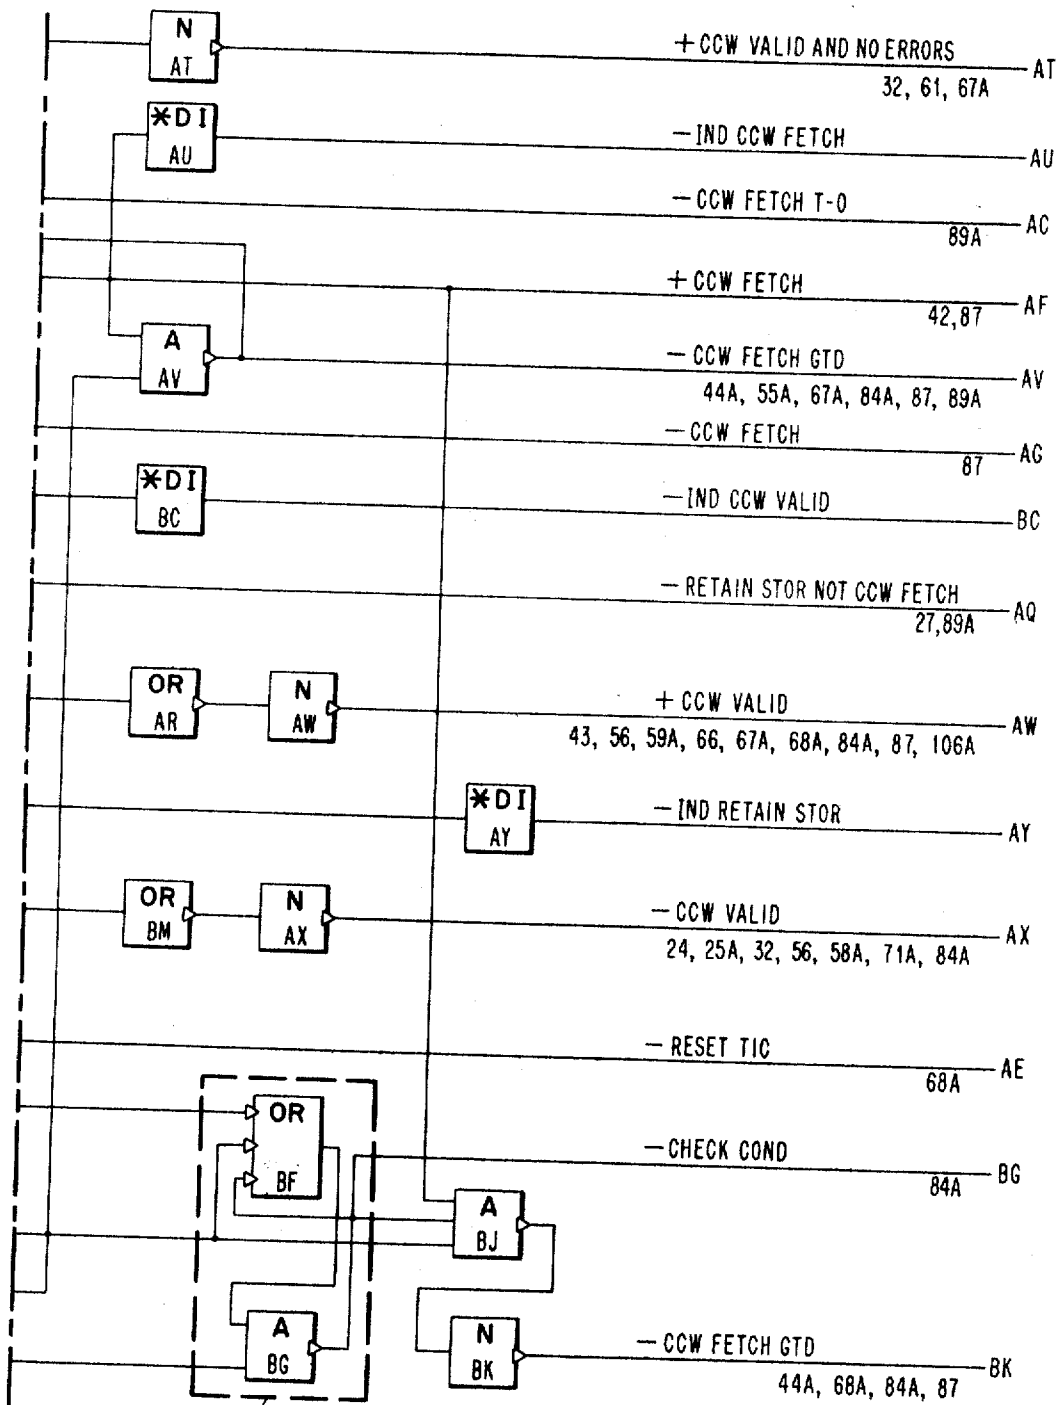 N
AT
+ CCW VALID AND NO ERRORS
AT
32, 61, 67A
*DI
AU
— IND CCW FETCH
AU
— CCW FETCH T-0
AC
89A
+ CCW FETCH
AF
42,87
A
AV
— CCW FETCH GTD
AV
44A, 55A, 67A, 84A, 87, 89A
— CCW FETCH
AG
87
*DI
BC
— IND CCW VALID
BC
— RETAIN STOR NOT CCW FETCH
AQ
27,89A
OR
AR
N
AW
+ CCW VALID
AW
43, 56, 59A, 66, 67A, 68A, 84A, 87, 106A
*DI
AY
— IND RETAIN STOR
AY
OR
BM
N
AX
— CCW VALID
AX
24, 25A, 32, 56, 58A, 71A, 84A
— RESET TIC
AE
68A
OR
BF
— CHECK COND
BG
84A
A
BJ
A
BG
N
BK
— CCW FETCH GTD
BK
44A, 68A, 84A, 87